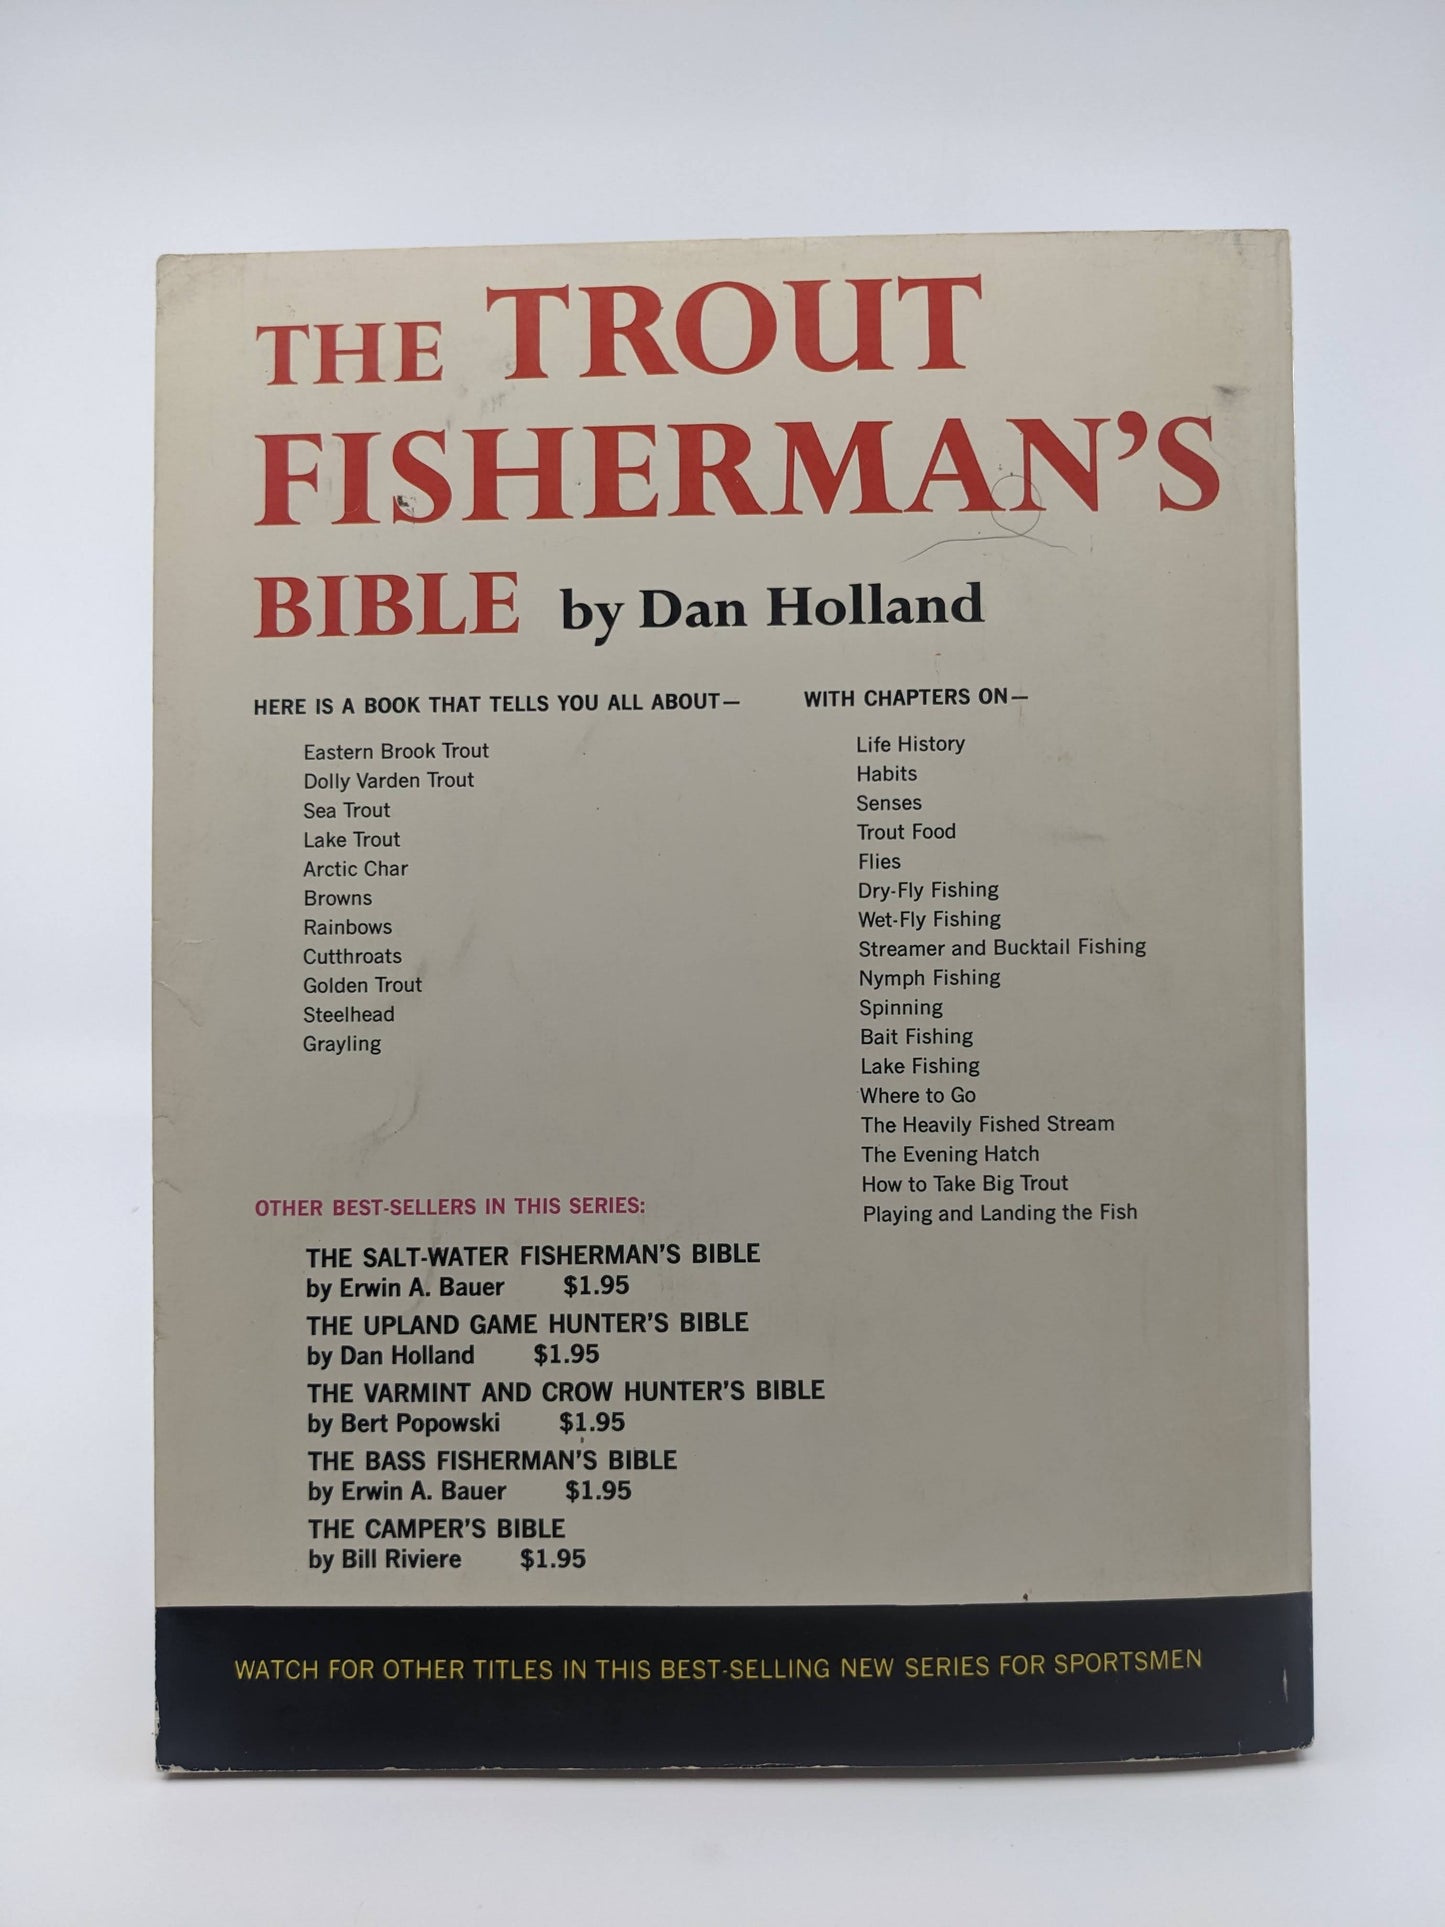 THE TROUT
FISHERMAN'S
BIBLE by Dan Holland
HERE IS A BOOK THAT TELLS YOU ALL ABOUT—
Eastern Brook Trout
Dolly Varden Trout
Sea Trout
Lake Trout
Arctic Char
Browns
Rainbows
Cutthroats
Golden Trout
Steelhead
Grayling
WITH CHAPTERS ON—
Life History
Habits
Senses
Trout Food
Flies
Dry-Fly Fishing
Wet-Fly Fishing
Streamer and Bucktail Fishing
Nymph Fishing
Spinning
Bait Fishing
Lake Fishing
Where to Go
The Heavily Fished Stream
The Evening Hatch
How to Take Big Trout
Playing and Landing the Fish
OTHER BEST-SELLERS IN THIS SERIES:
THE SALT-WATER FISHERMAN'S BIBLE
by Erwin A. Bauer $1.95
THE UPLAND GAME HUNTER'S BIBLE
by Dan Holland $1.95
THE VARMINT AND CROW HUNTER'S BIBLE
by Bert Popowski $1.95
THE BASS FISHERMAN'S BIBLE
by Erwin A. Bauer $1.95
THE CAMPER'S BIBLE
by Bill Riviere $1.95
WATCH FOR OTHER TITLES IN THIS BEST-SELLING NEW SERIES FOR SPORTSMEN